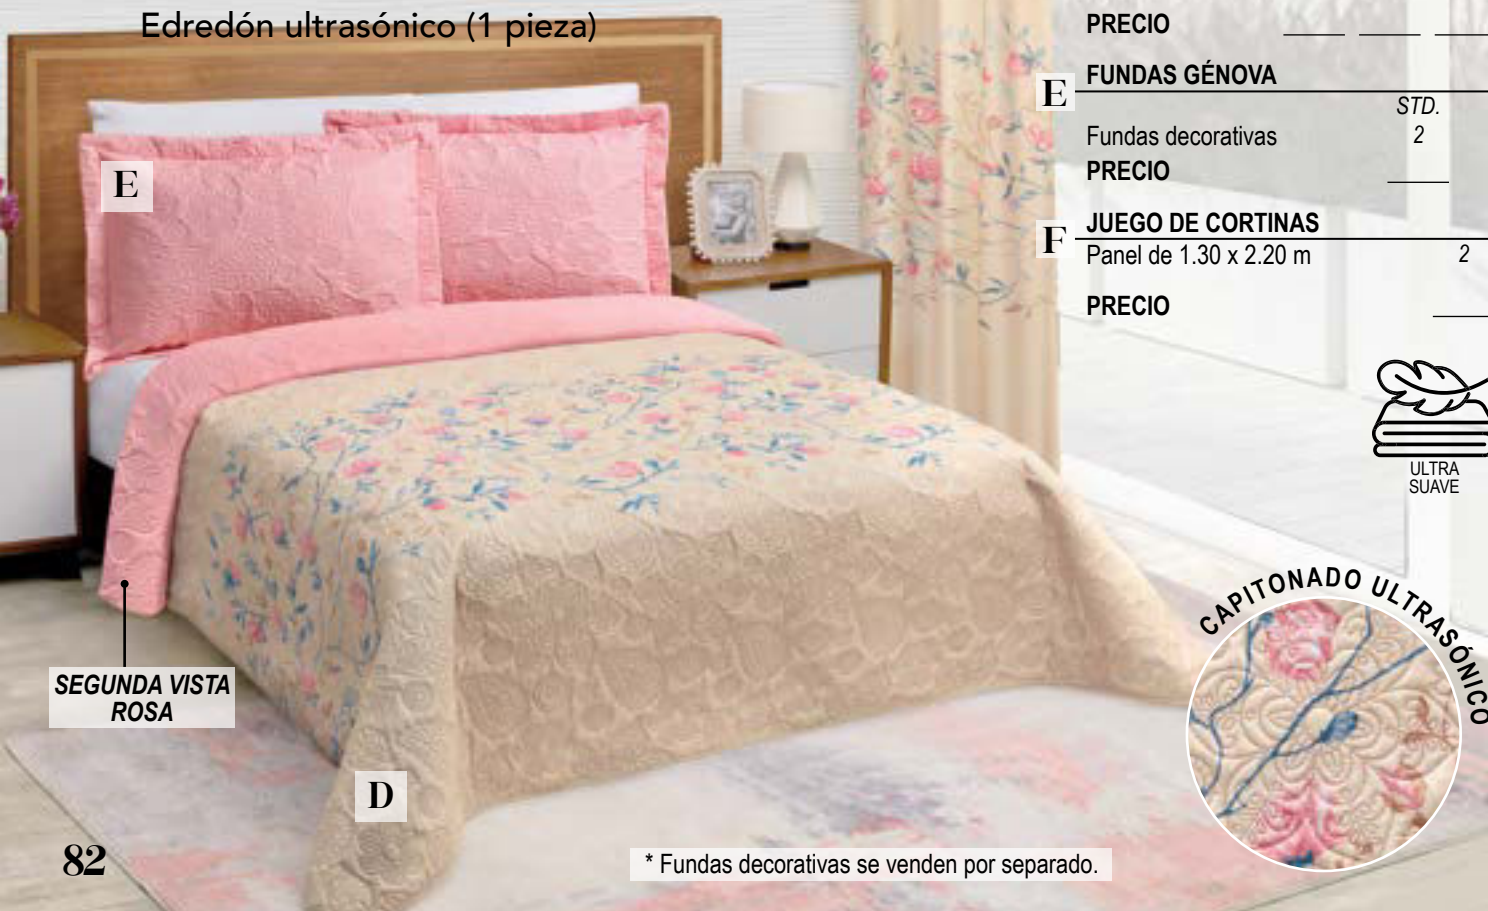 Edredón ultrasónico (1 pieza)
PRECIO
E FUNDAS GÉNOVA
STD.
Fundas decorativas 2
PRECIO
F JUEGO DE CORTINAS
Panel de 1.30 x 2.20 m 2
PRECIO
E
ULTRA
SUAVE
CAPITONADO ULTRASÓNICO
SEGUNDA VISTA
ROSA
D
82
* Fundas decorativas se venden por separado.